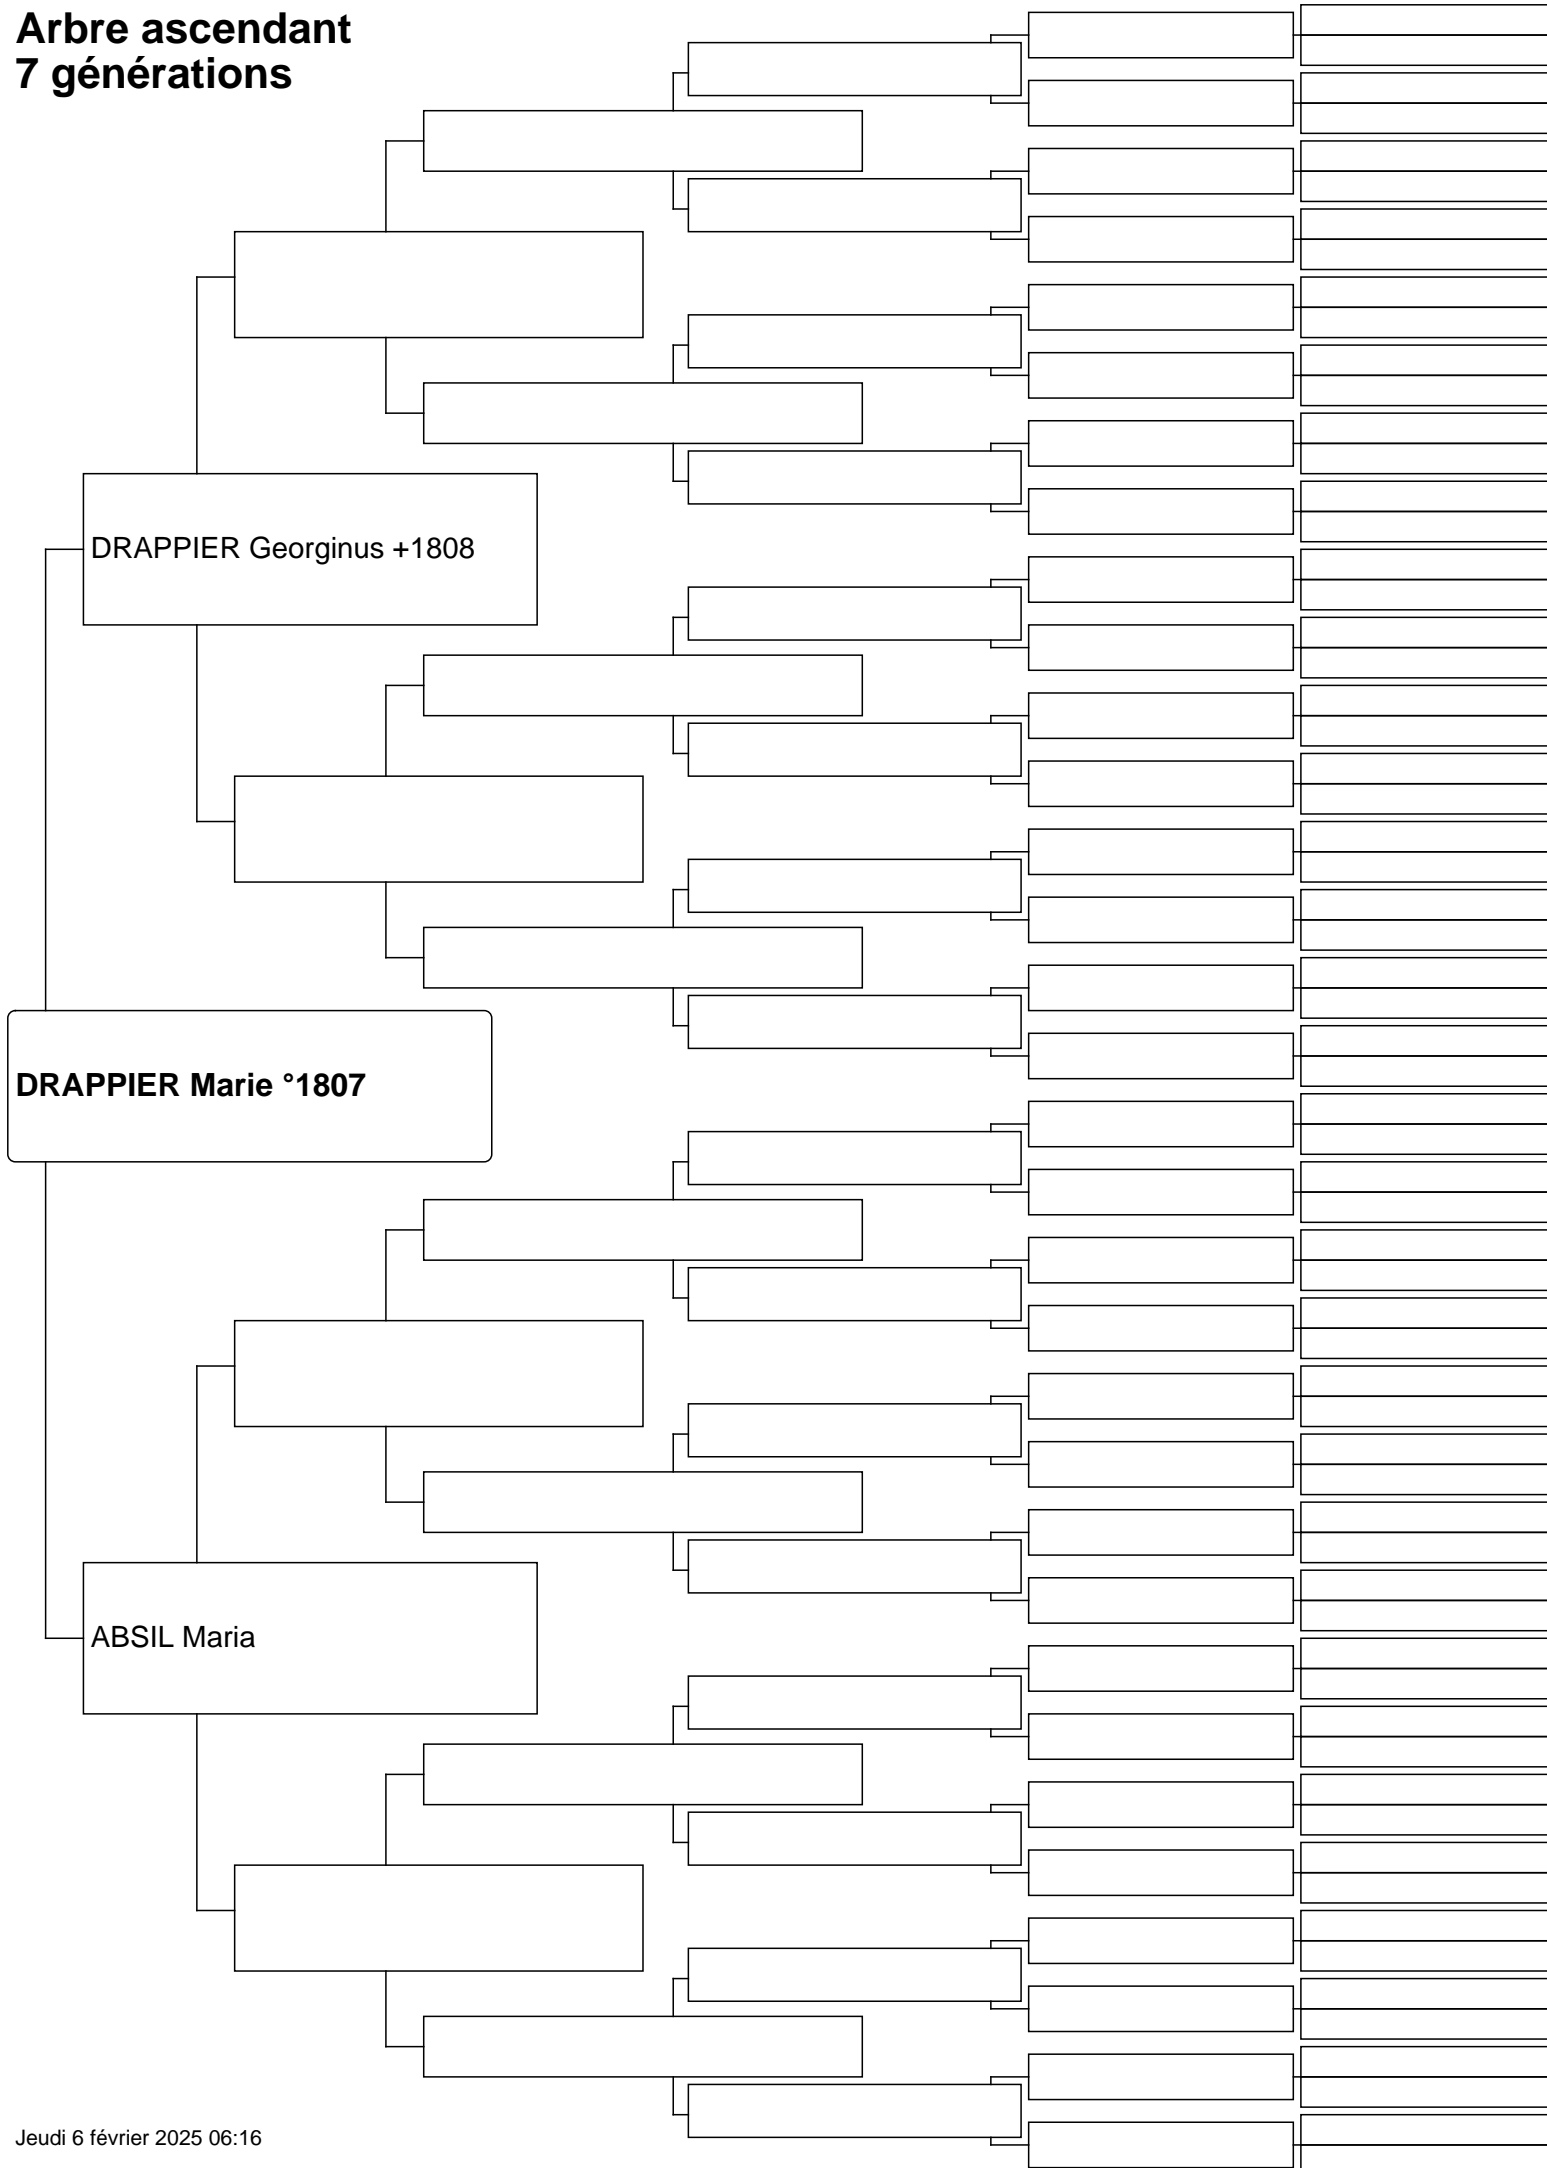 Arbre ascendant
7 générations
DRAPPIER Georginus +1808
DRAPPIER Marie °1807
ABSIL Maria
Jeudi 6 février 2025 06:16